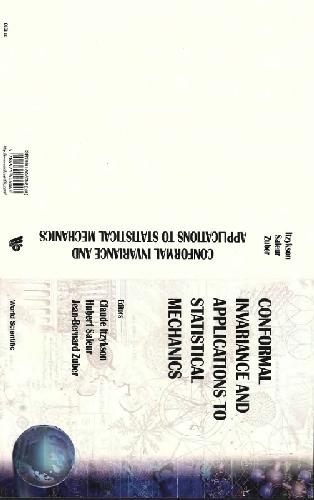 CONFORMAL
INVARIANCE AND
APPLICATIONS TO
STATISTICAL
MECHANICS
Editors
Claude Itzykson
Hubert Saleur
Jean-Bernard Zuber
World Scientific
Itzykson
Saleur
Zuber
CONFORMAL INVARIANCE AND
APPLICATIONS TO STATISTICAL MECHANICS